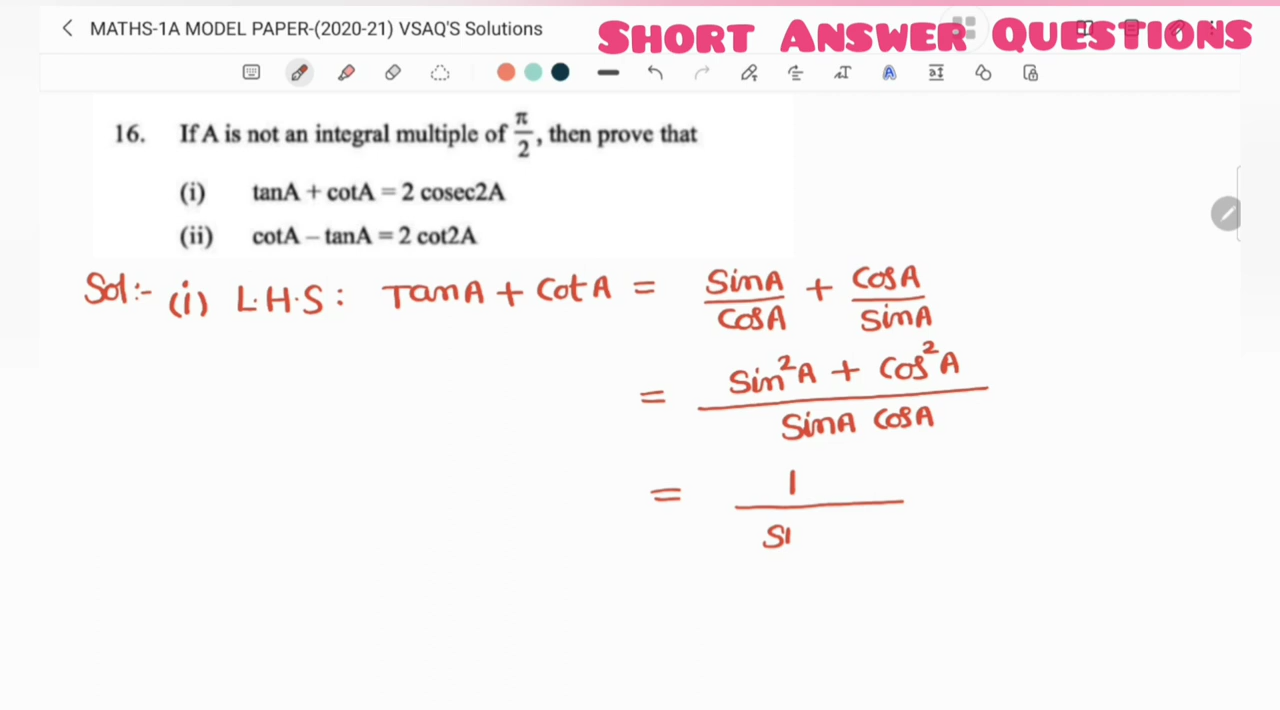 MATHS-1A MODEL PAPER-(2020-21) VSAQ'S Solutions
SHORT ANSWER QUESTIONS
16. If A is not an integral multiple of π/2, then prove that
(i) tanA + cotA = 2 cosec2A
(ii) cotA – tanA = 2 cot2A
Sol:- (i) L.H.S: TanA + CotA = SinA/CosA + CosA/SinA
= Sin²A + Cos²A / SinA CosA
= 1 / Si